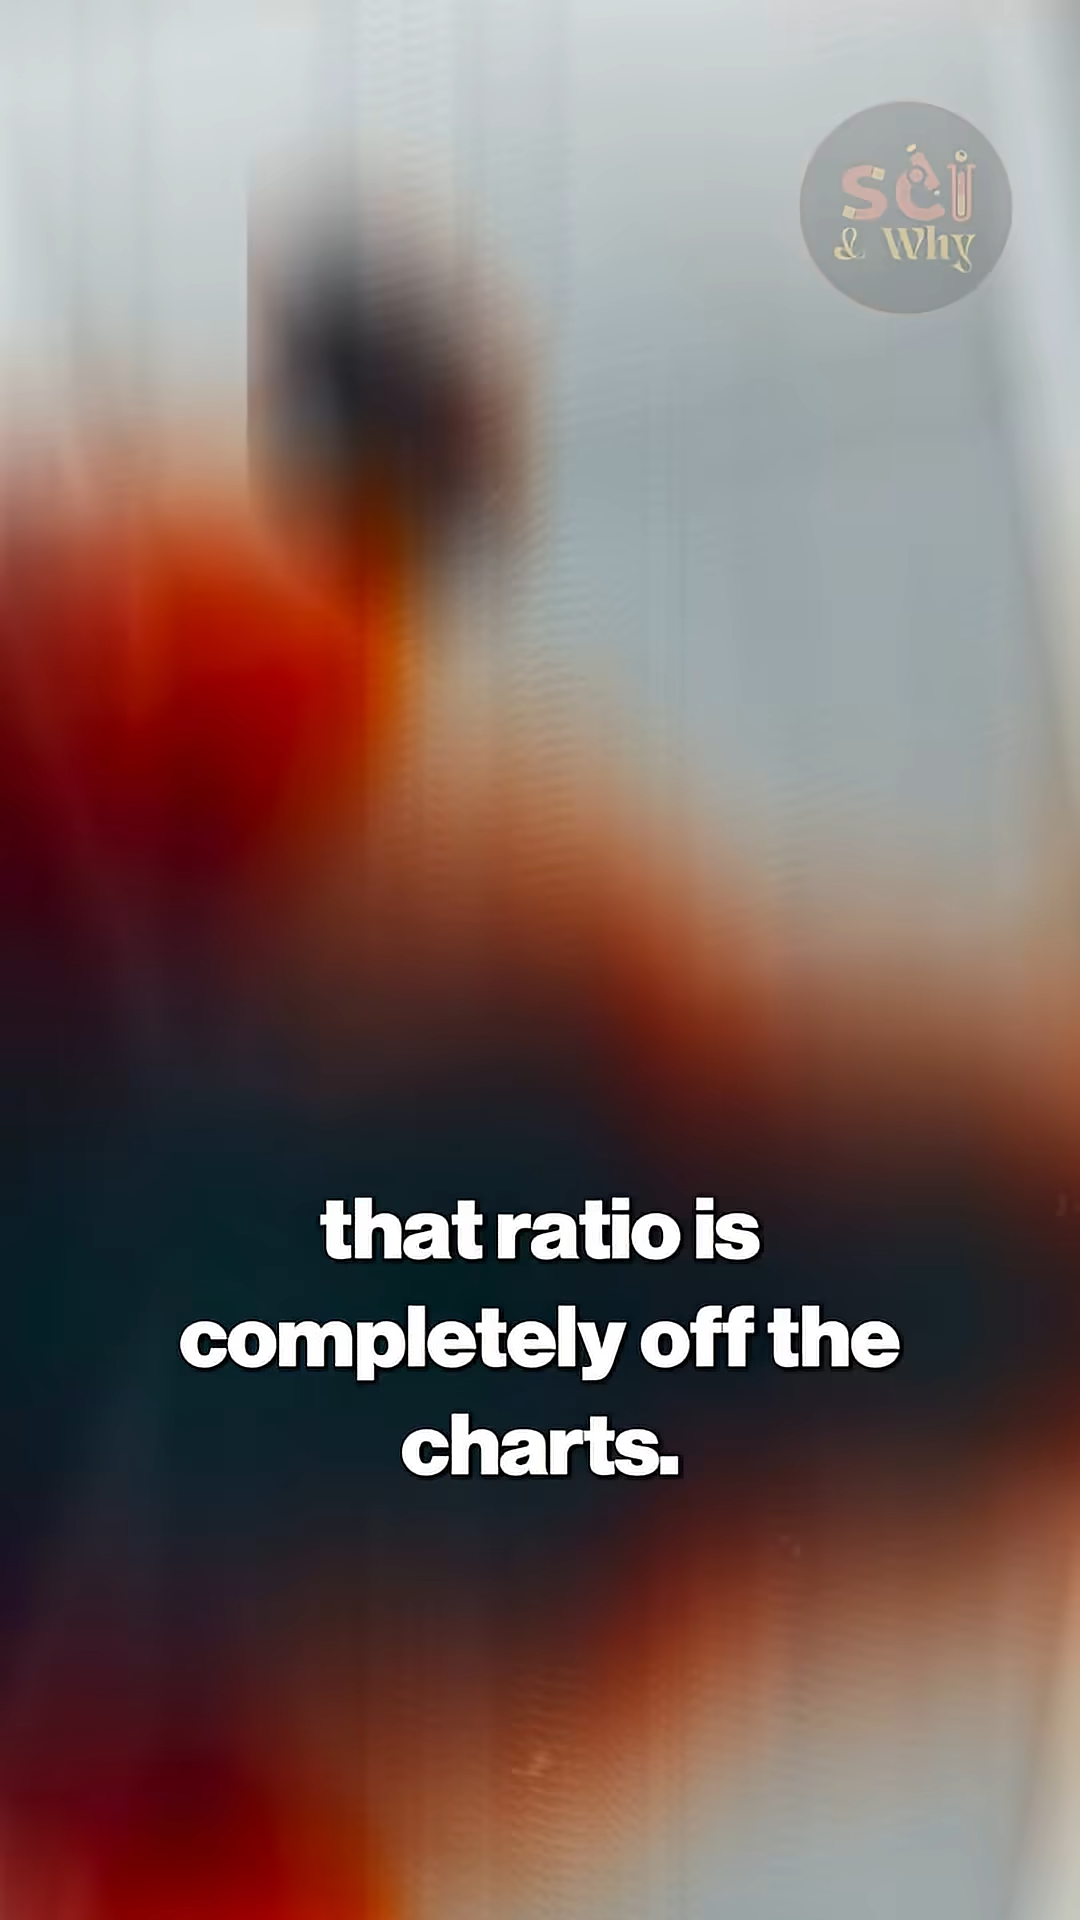 SCI
& Why
that ratio is
completely off the
charts.